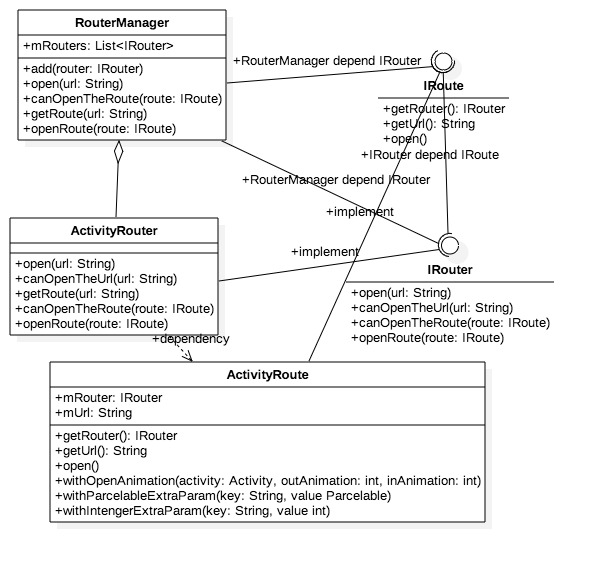 RouterManager
+mRouters: List<IRouter>
+add(router: IRouter)
+open(url: String)
+canOpenTheRoute(route: IRoute)
+getRoute(url: String)
+openRoute(route: IRoute)
+RouterManager depend IRouter
IRoute
+getRouter(): IRouter
+getUrl(): String
+open()
+IRouter depend IRoute
+RouterManager depend IRouter
+implement
ActivityRouter
+open(url: String)
+canOpenTheUrl(url: String)
+getRoute(url: String)
+canOpenTheRoute(route: IRoute)
+openRoute(route: IRoute)
+implement
IRouter
+open(url: String)
+canOpenTheUrl(url: String)
+canOpenTheRoute(route: IRoute)
+openRoute(route: IRoute)
+dependency
ActivityRoute
+mRouter: IRouter
+mUrl: String
+getRouter(): IRouter
+getUrl(): String
+open()
+withOpenAnimation(activity: Activity, outAnimation: int, inAnimation: int)
+withParcelableExtraParam(key: String, value Parcelable)
+withIntengerExtraParam(key: String, value int)